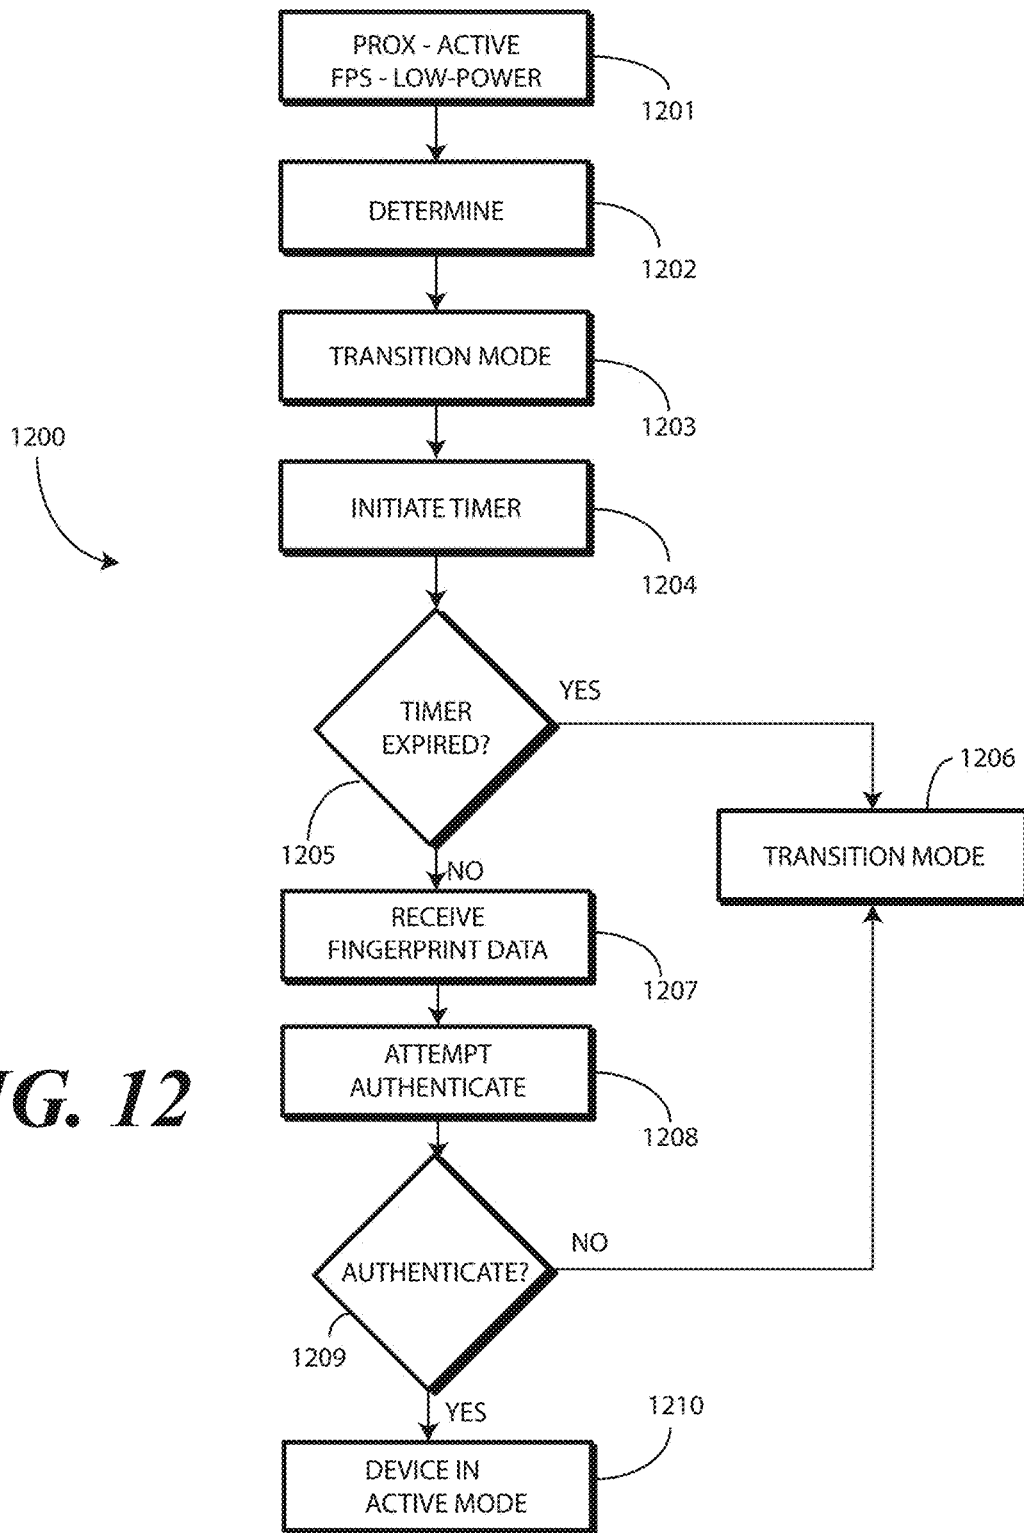 PROX - ACTIVE
FPS - LOW-POWER
1201
DETERMINE
1202
TRANSITION MODE
1203
1200
INITIATE TIMER
1204
TIMER
EXPIRED?
YES
1205
1206
TRANSITION MODE
NO
RECEIVE
FINGERPRINT DATA
1207
ATTEMPT
AUTHENTICATE
1208
IG. 12
AUTHENTICATE?
NO
1209
YES
1210
DEVICE IN
ACTIVE MODE